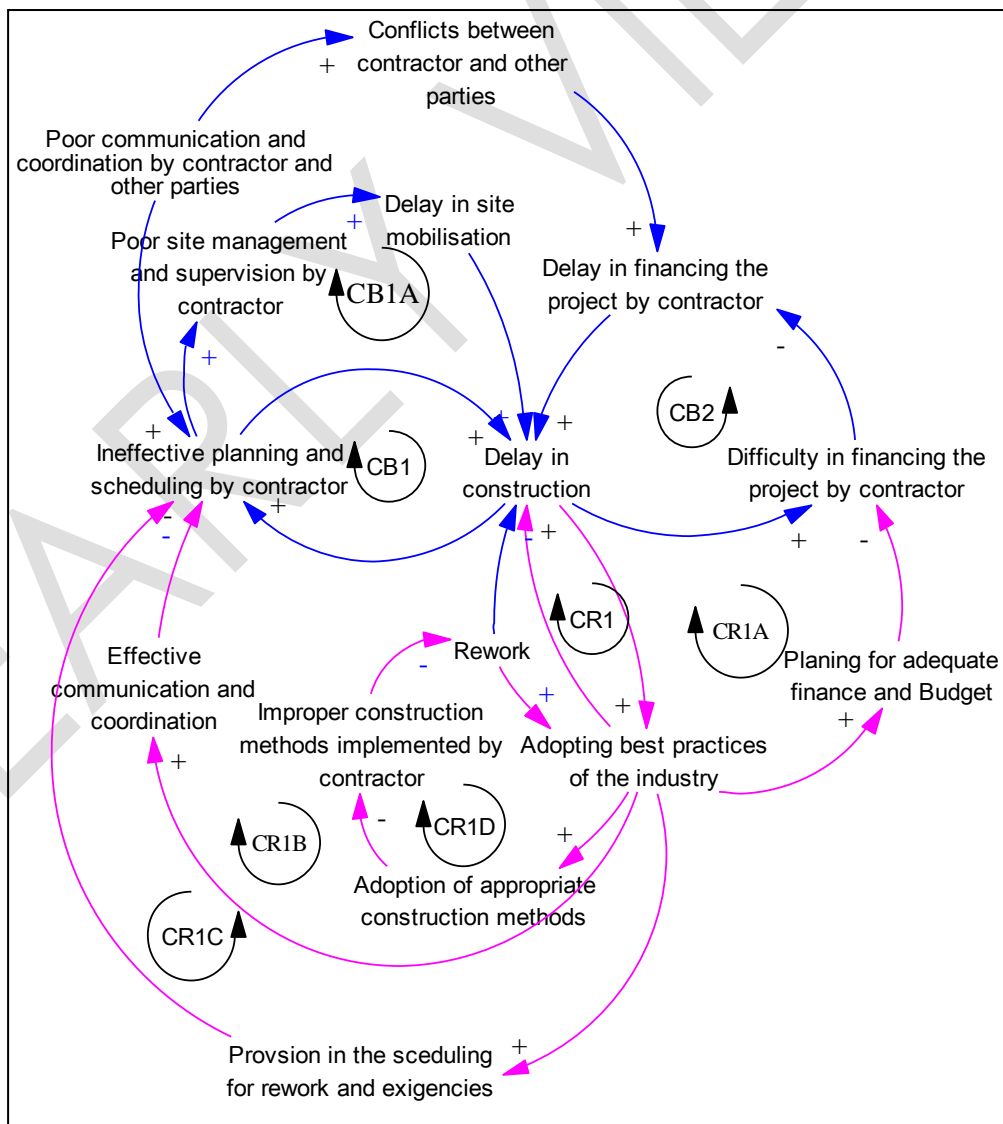 Conflicts between
contractor and other
parties
+
Poor communication and
coordination by contractor and
other parties
Delay in site
mobilisation
+
Poor site management
and supervision by
contractor
+
Delay in financing the
project by contractor
CB1A
+
-
CB2
+
Ineffective planning and
scheduling by contractor
CB1
+
+
+
Delay in
construction
Difficulty in financing the
project by contractor
-
-
+
-
+
+
-
CR1
CR1A
Effective
communication and
coordination
Rework
-
Planing for adequate
finance and Budget
Improper construction
methods implemented by
contractor
+
+
+
Adopting best practices
of the industry
+
-
CR1B
CR1D
+
Adoption of appropriate
construction methods
CR1C
Provsion in the sceduling
for rework and exigencies
+